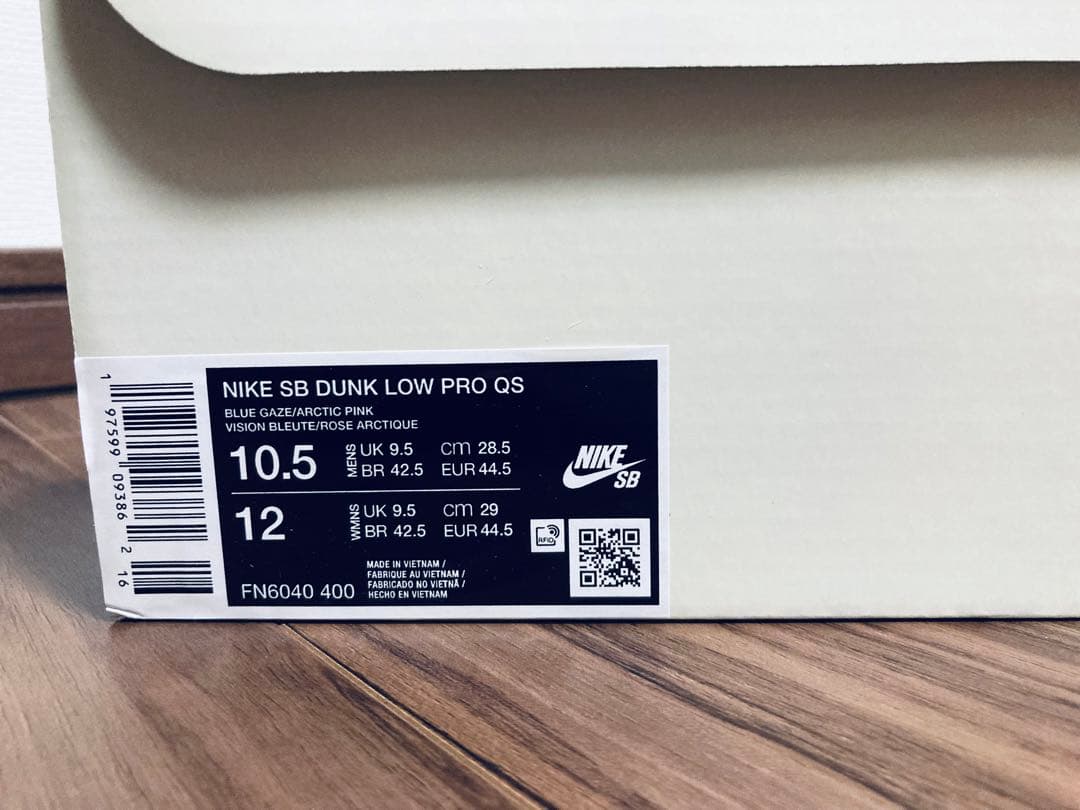 NIKE SB DUNK LOW PRO QS
BLUE GAZE/ARCTIC PINK
VISION BLEUTE/ROSE ARCTIQUE
10.5 MENS UK 9.5 cm 28.5
BR 42.5 EUR 44.5
12 WMNS UK 9.5 cm 29
BR 42.5 EUR 44.5
NIKE
SB
RFID
MADE IN VIETNAM /
FABRIQUE AU VIETNAM /
FABRICADO NO VIETNÃ /
HECHO EN VIETNAM
FN6040 400
1 97599 09386 2 16